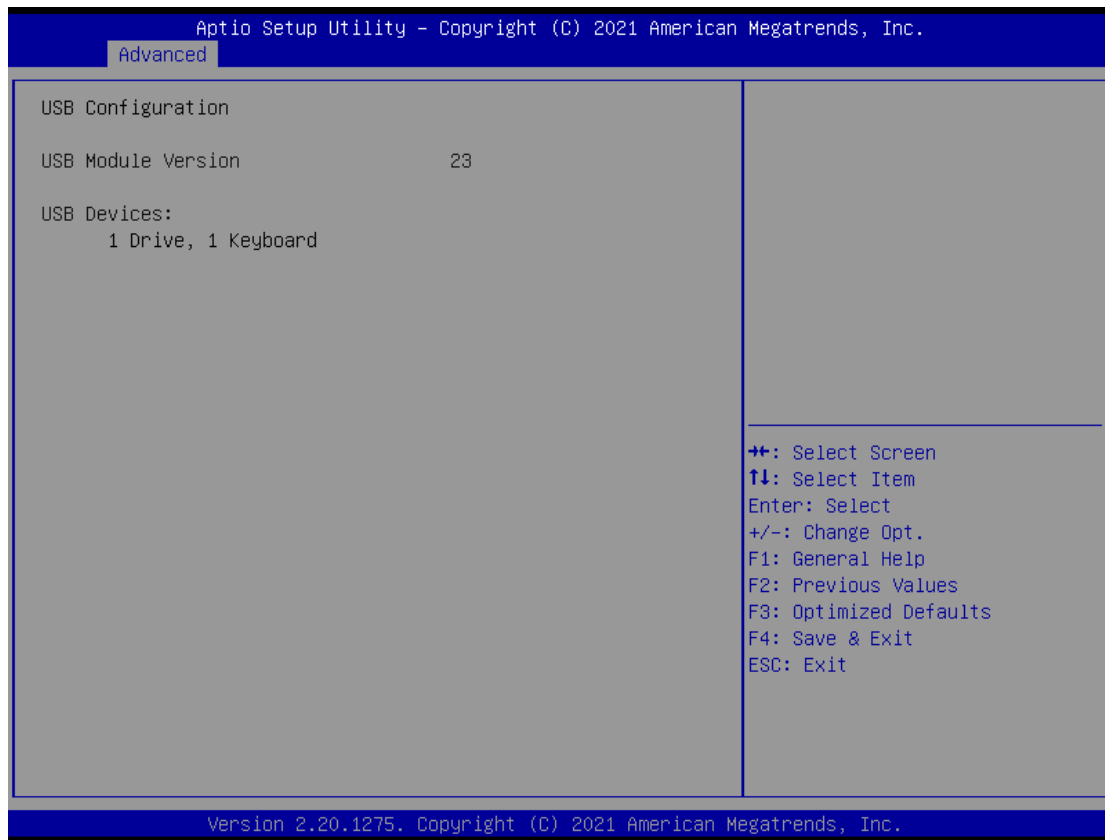 Aptio Setup Utility – Copyright (C) 2021 American Megatrends, Inc.
Advanced
USB Configuration
USB Module Version 23
USB Devices:
1 Drive, 1 Keyboard
→←: Select Screen
↑↓: Select Item
Enter: Select
+/-: Change Opt.
F1: General Help
F2: Previous Values
F3: Optimized Defaults
F4: Save & Exit
ESC: Exit
Version 2.20.1275. Copyright (C) 2021 American Megatrends, Inc.